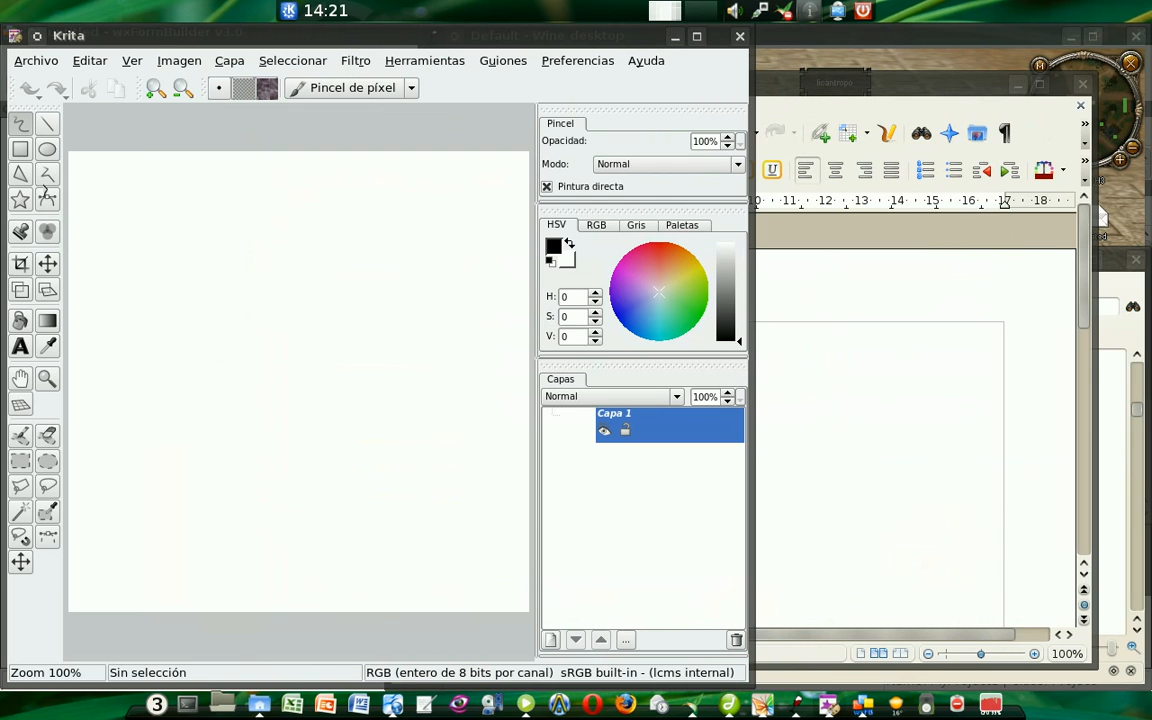 14:21
Krita
Default - Wine desktop
Archivo Editar Ver Imagen Capa Seleccionar Filtro Herramientas Guiones Preferencias Ayuda
Pincel de píxel
Pincel
Opacidad: 100%
Modo: Normal
Pintura directa
HSV RGB Gris Paletas
H: 0
S: 0
V: 0
Capas
Normal 100%
Capa 1
Zoom 100% Sin selección RGB (entero de 8 bits por canal) sRGB built-in - (lcms internal)
11 12 13 14 15 16 17 18
100%